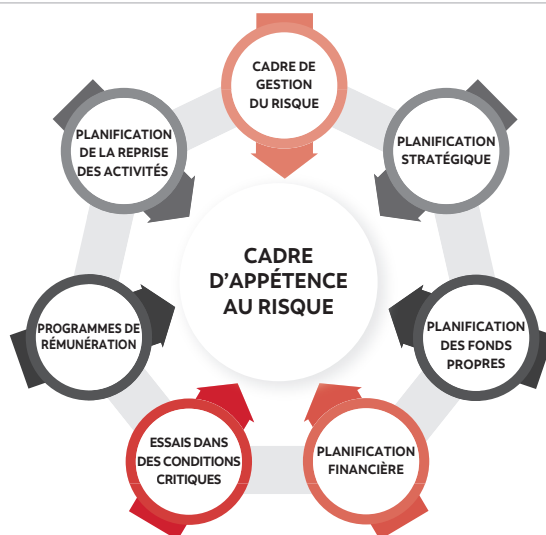 CADRE DE
GESTION
DU RISQUE
PLANIFICATION
STRATÉGIQUE
PLANIFICATION
DES FONDS
PROPRES
PLANIFICATION
FINANCIÈRE
ESSAIS DANS
DES CONDITIONS
CRITIQUES
PROGRAMMES DE
RÉMUNÉRATION
PLANIFICATION
DE LA REPRISE
DES ACTIVITÉS
CADRE
D’APPÉTENCE
AU RISQUE